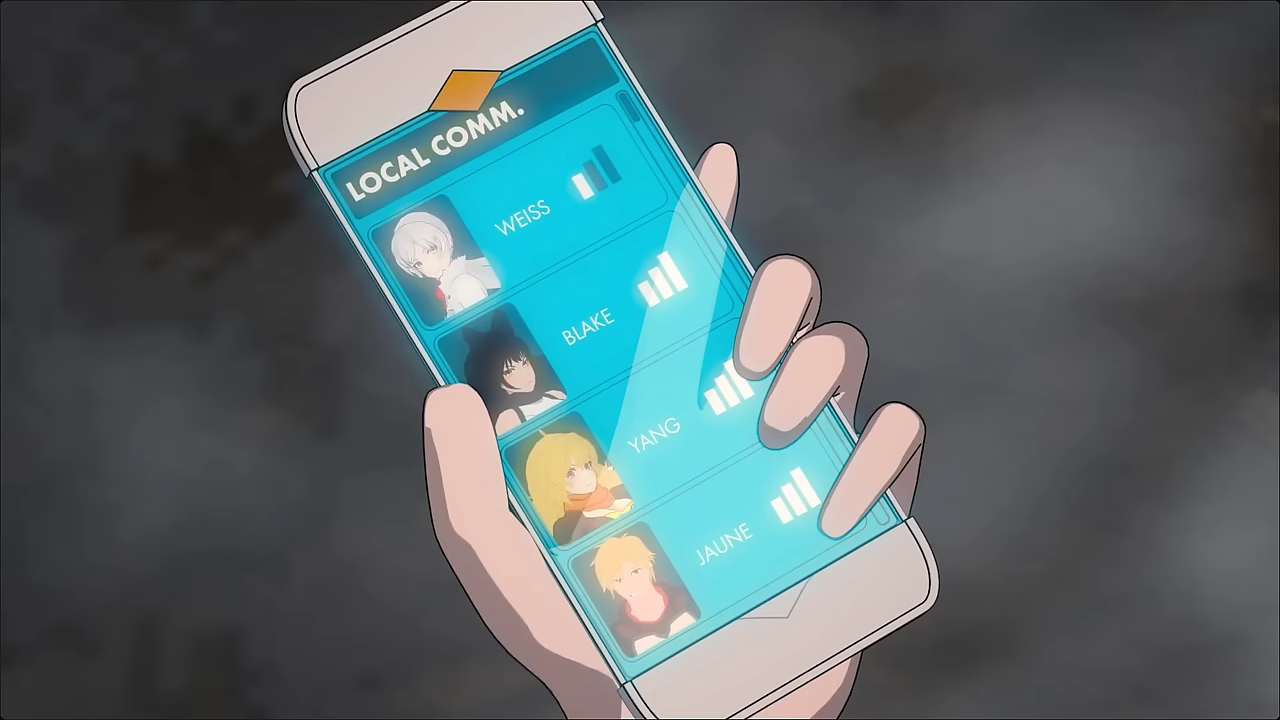 LOCAL COMM.
WEISS
BLAKE
YANG
JAUNE